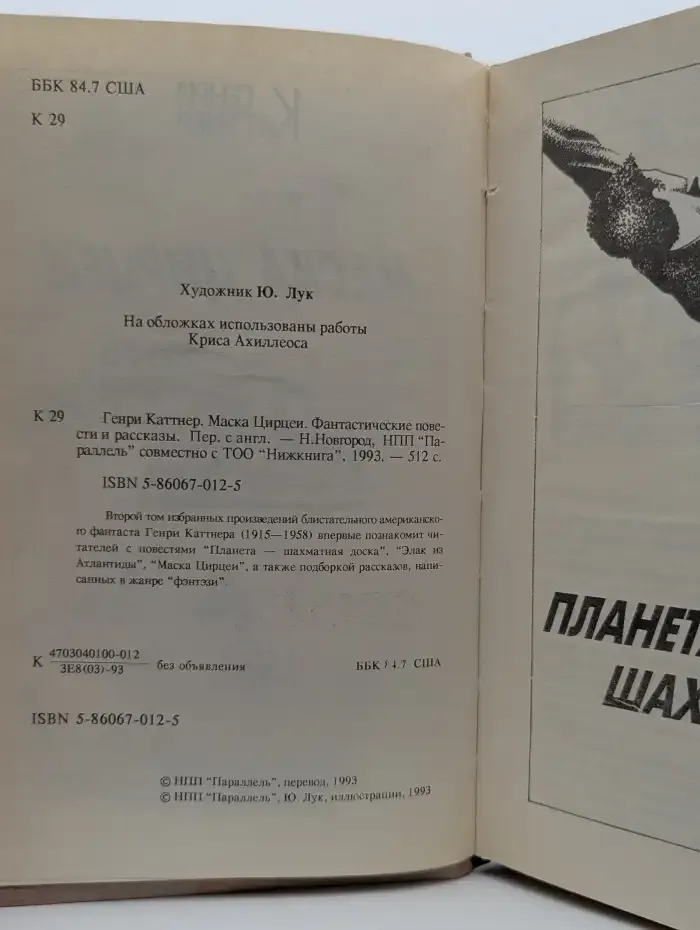 ББК 84.7 США
К 29
Художник Ю. Лук
На обложках использованы работы
Криса Ахиллеоса
К 29 Генри Каттнер. Маска Цирцеи. Фантастические пове-
сти и рассказы. Пер. с англ. — Н.Новгород, НПП "Па-
раллель" совместно с ТОО "Нижкнига", 1993. — 512 с.
ISBN 5-86067-012-5
Второй том избранных произведений блистательного американско-
го фантаста Генри Каттнера (1915—1958) впервые познакомит чи-
тателей с повестями "Планета — шахматная доска", "Элак из
Атлантиды", "Маска Цирцеи", а также подборкой рассказов, напи-
санных в жанре "фэнтэзи".
К 4703040100-012
3Е8(03)-93 без объявления ББК 84.7 США
ISBN 5-86067-012-5
© НПП "Параллель", перевод, 1993
© НПП "Параллель", Ю. Лук, иллюстрации, 1993
ПЛАНЕТ
ШАХ